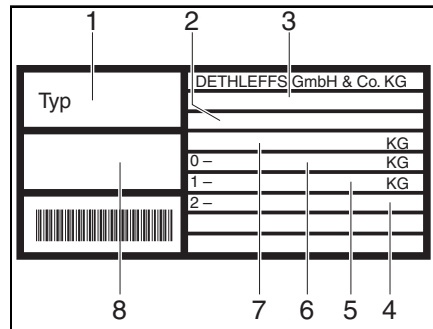 1 2 3
DETHLEFFS GmbH & Co. KG
Typ
KG
0 – KG
1 – KG
2 –
8 7 6 5 4